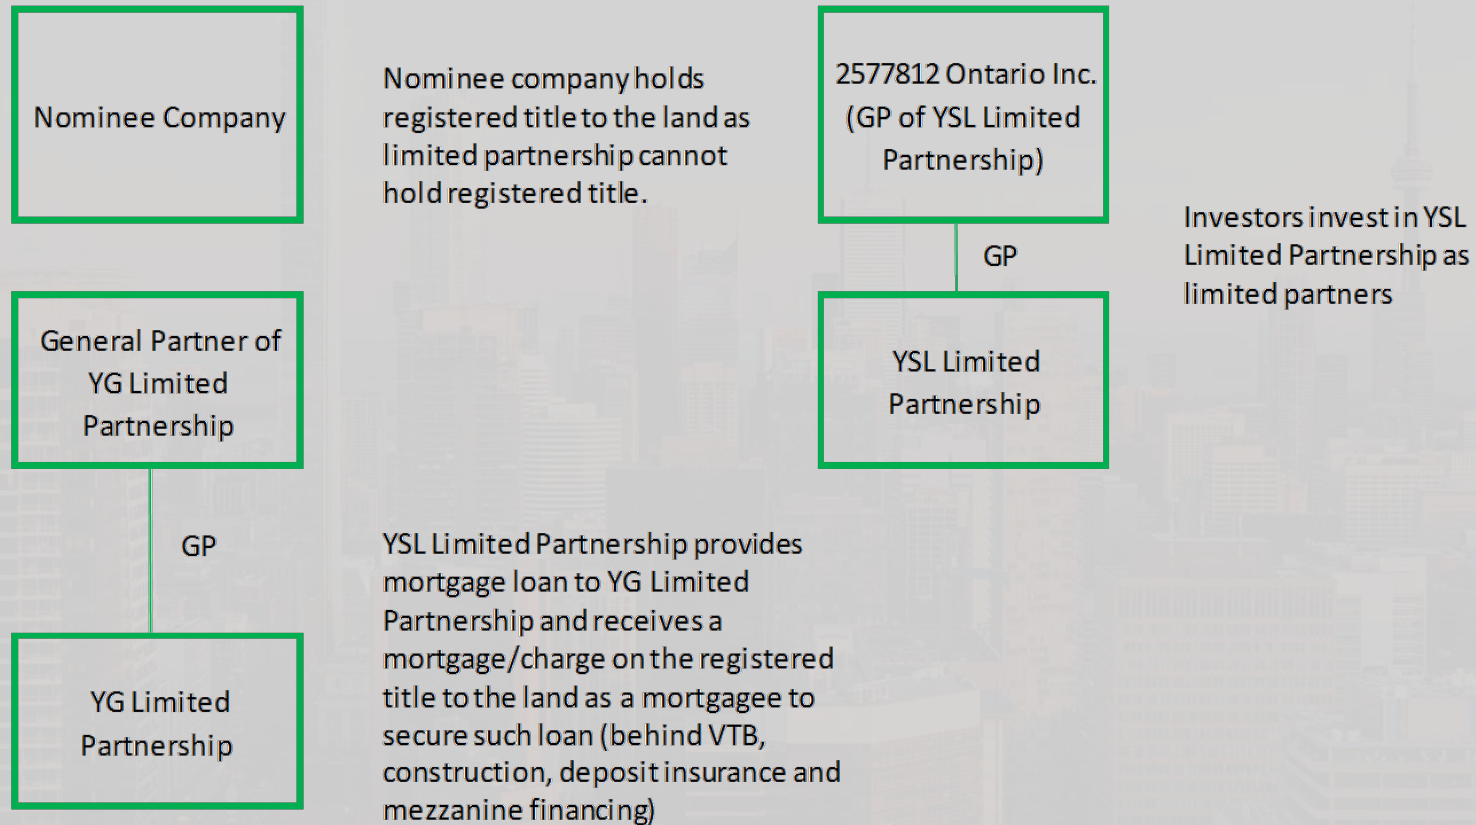 Nominee Company
Nominee company holds
registered title to the land as
limited partnership cannot
hold registered title.
2577812 Ontario Inc.
(GP of YSL Limited
Partnership)
GP
Investors invest in YSL
Limited Partnership as
limited partners
General Partner of
YG Limited
Partnership
YSL Limited
Partnership
GP
YSL Limited Partnership provides
mortgage loan to YG Limited
Partnership and receives a
mortgage/charge on the registered
title to the land as a mortgagee to
secure such loan (behind VTB,
construction, deposit insurance and
mezzanine financing)
YG Limited
Partnership